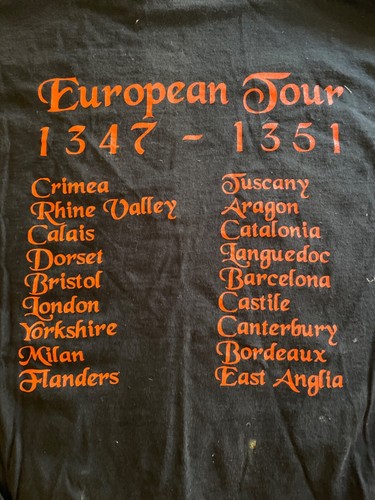 European Tour
1347 - 1351
Crimea
Rhine Valley
Calais
Dorset
Bristol
London
Yorkshire
Milan
Flanders
Tuscany
Aragon
Catalonia
Languedoc
Barcelona
Castile
Canterbury
Bordeaux
East Anglia